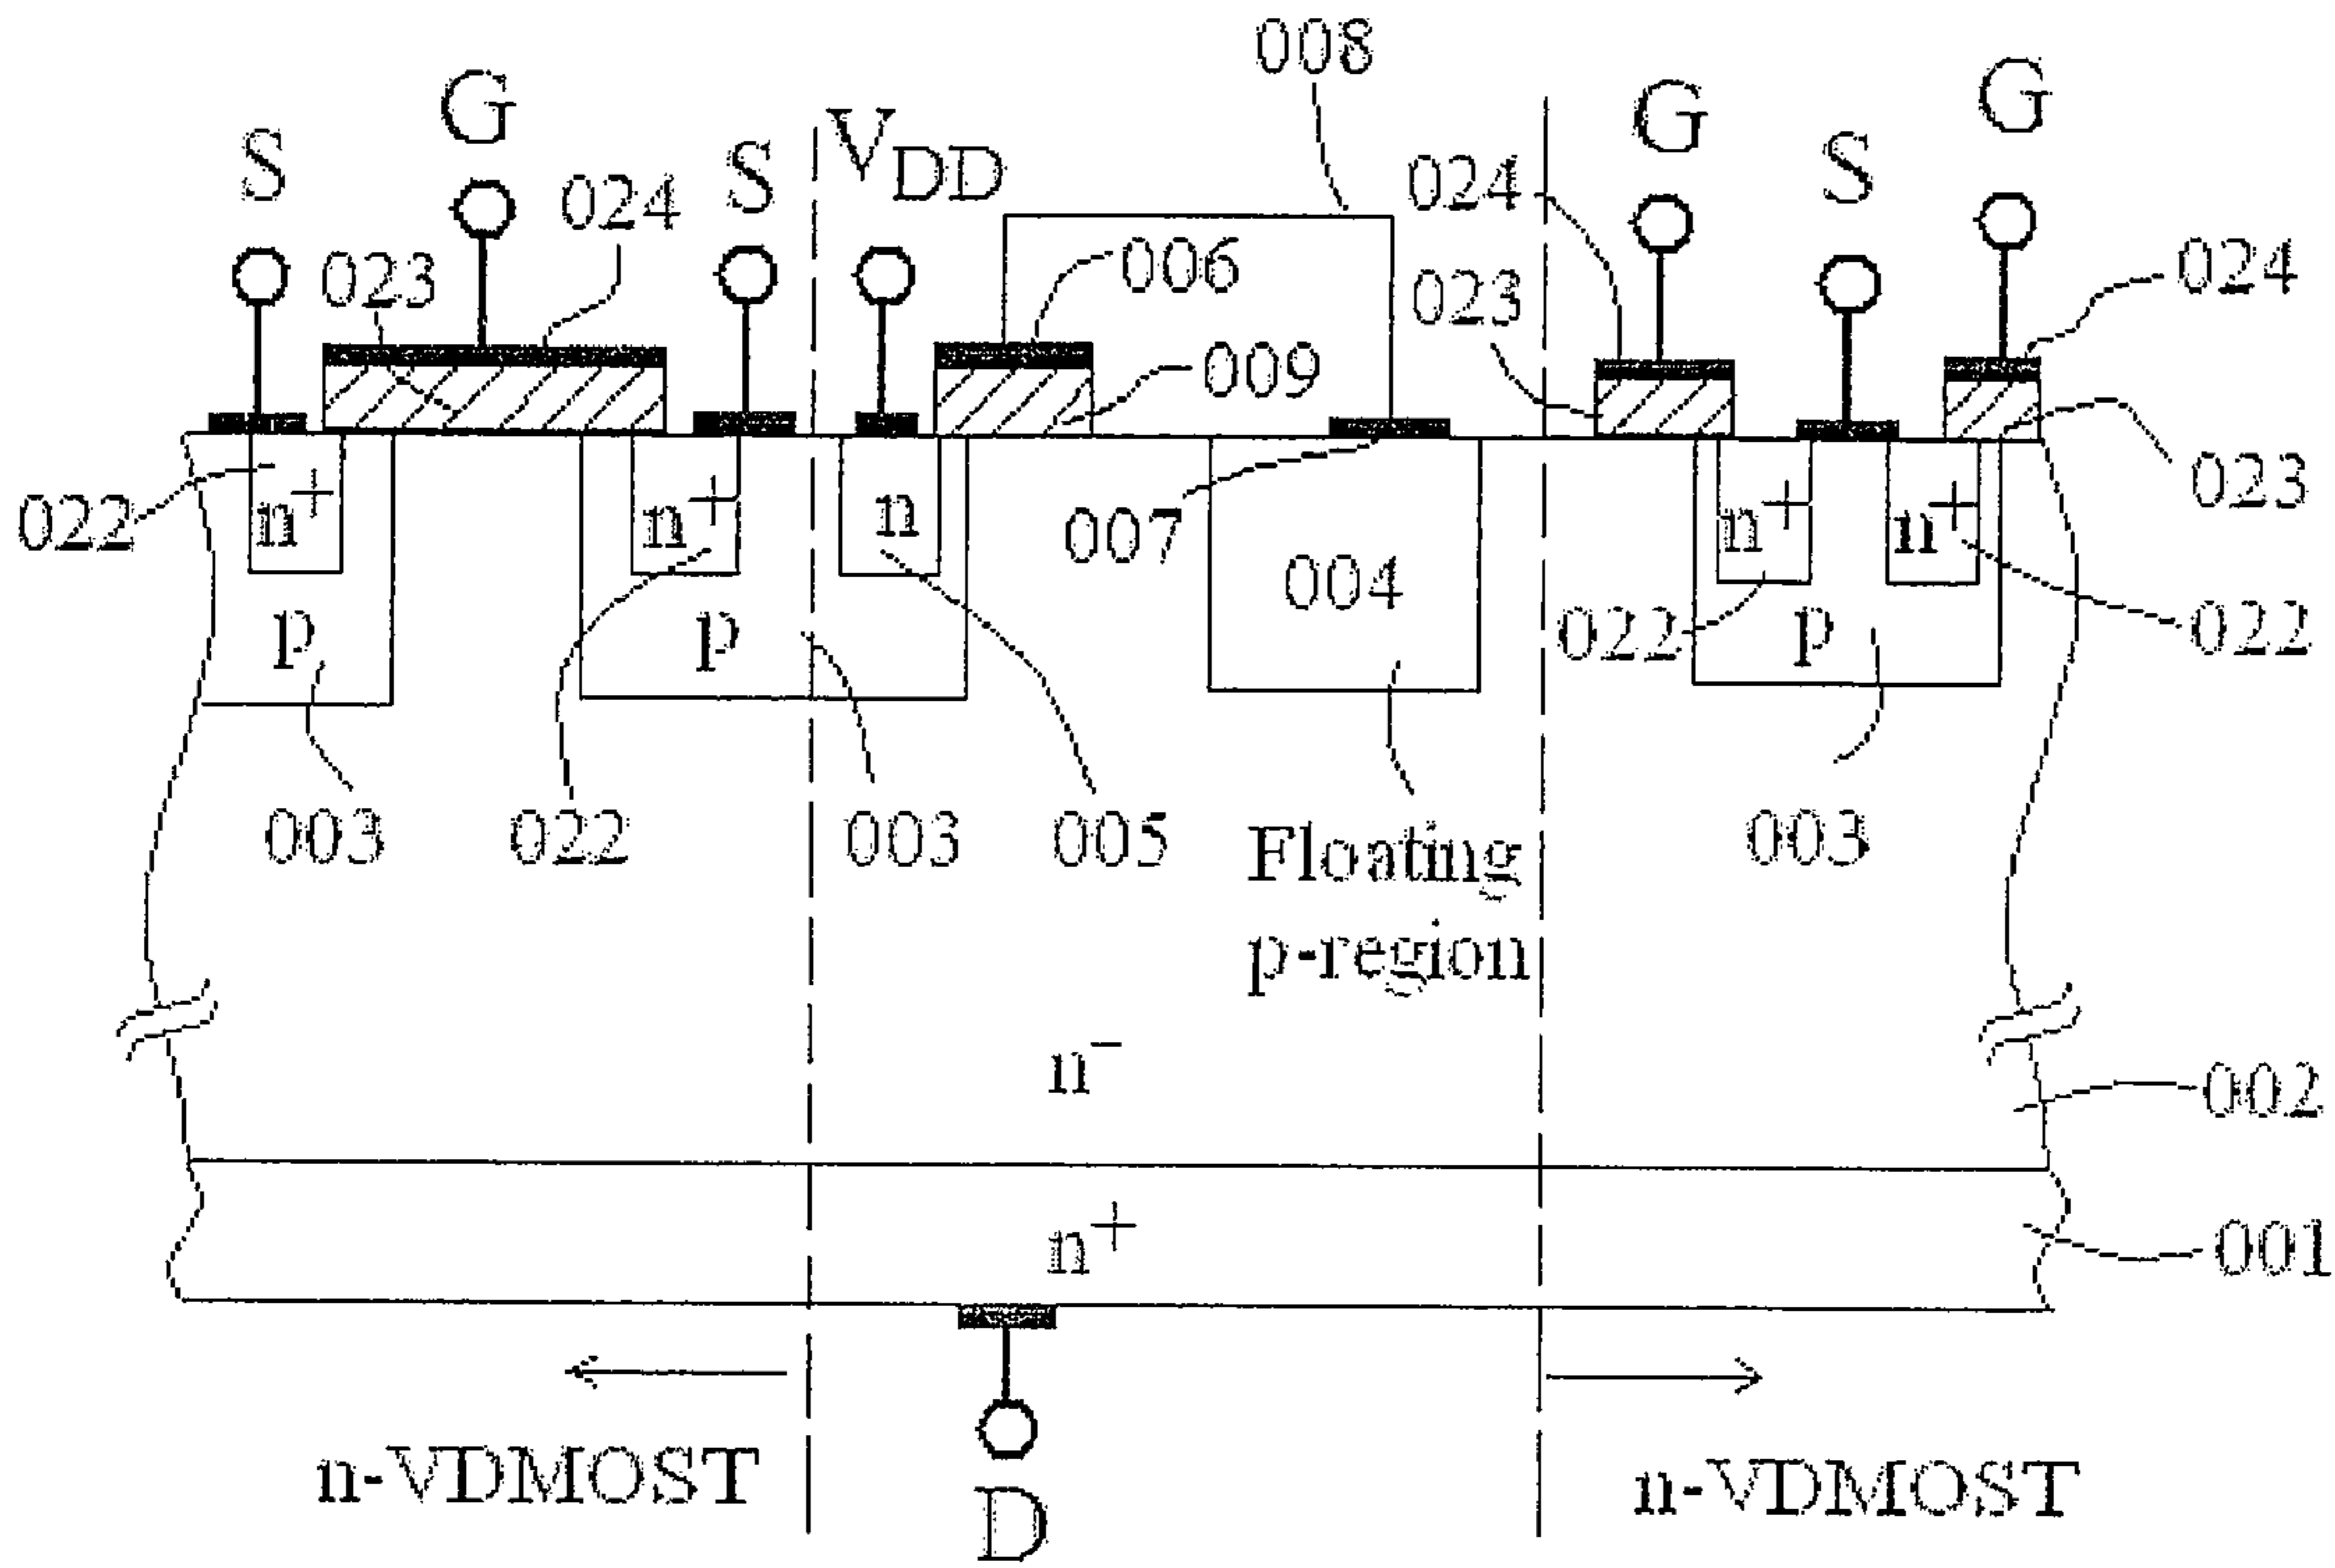 008
G
G
G
S
S
V_DD
S
024
024
023
006
023
024
009
022
n⁺
n⁺
n
007
004
n⁺
n⁺
023
p
p
022
p
022
003
022
003
005
Floating
p-region
003
n⁻
002
n⁺
001
n-VDMOST
D
n-VDMOST